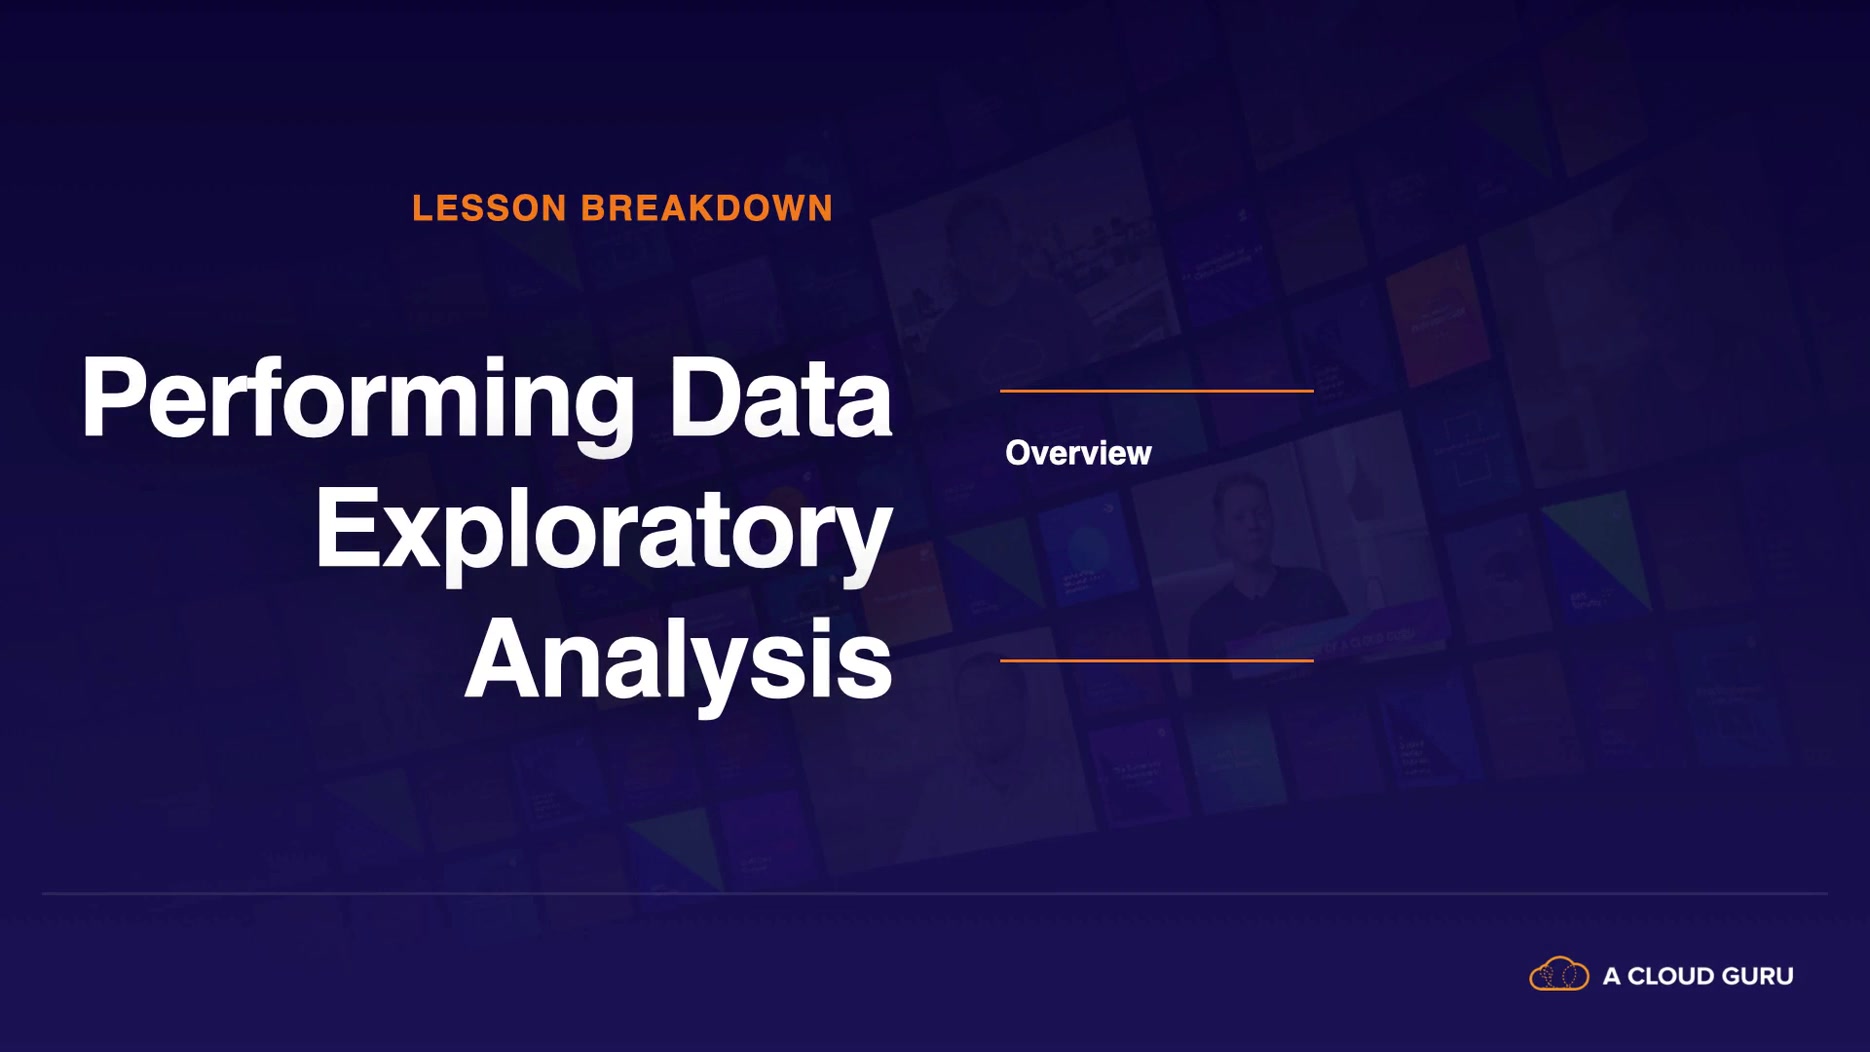 LESSON BREAKDOWN
Performing Data
Exploratory
Analysis
Overview
A CLOUD GURU